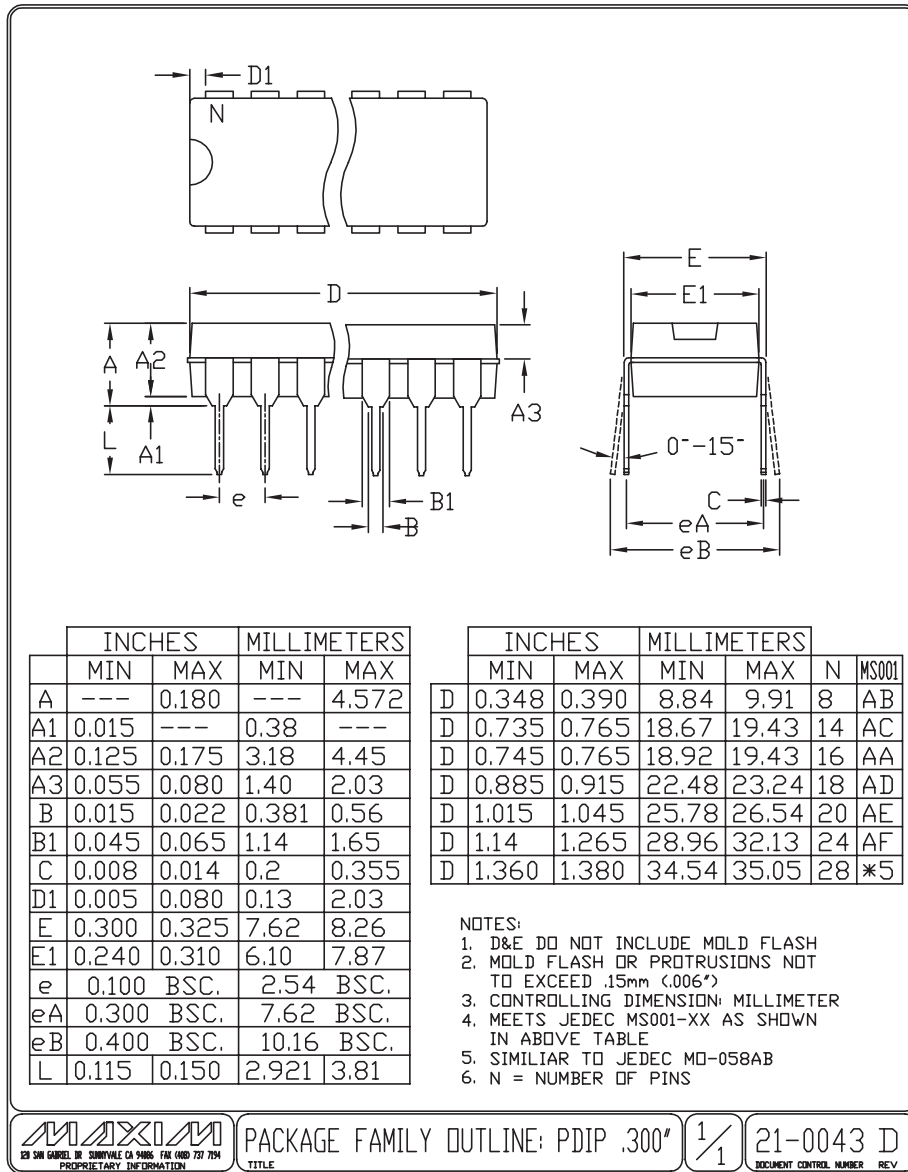 D1
N
E
D
E1
A
A2
A3
L
A1
0°-15°
e
B1
B
C
eA
eB
INCHES MILLIMETERS
MIN MAX MIN MAX
A --- 0.180 --- 4.572
A1 0.015 --- 0.38 ---
A2 0.125 0.175 3.18 4.45
A3 0.055 0.080 1.40 2.03
B 0.015 0.022 0.381 0.56
B1 0.045 0.065 1.14 1.65
C 0.008 0.014 0.2 0.355
D1 0.005 0.080 0.13 2.03
E 0.300 0.325 7.62 8.26
E1 0.240 0.310 6.10 7.87
e 0.100 BSC. 2.54 BSC.
eA 0.300 BSC. 7.62 BSC.
eB 0.400 BSC. 10.16 BSC.
L 0.115 0.150 2.921 3.81
INCHES MILLIMETERS
MIN MAX MIN MAX N MS001
D 0.348 0.390 8.84 9.91 8 AB
D 0.735 0.765 18.67 19.43 14 AC
D 0.745 0.765 18.92 19.43 16 AA
D 0.885 0.915 22.48 23.24 18 AD
D 1.015 1.045 25.78 26.54 20 AE
D 1.14 1.265 28.96 32.13 24 AF
D 1.360 1.380 34.54 35.05 28 *5
NOTES:
1. D&E DO NOT INCLUDE MOLD FLASH
2. MOLD FLASH OR PROTRUSIONS NOT
TO EXCEED .15mm (.006")
3. CONTROLLING DIMENSION: MILLIMETER
4. MEETS JEDEC MS001-XX AS SHOWN
IN ABOVE TABLE
5. SIMILIAR TO JEDEC MO-058AB
6. N = NUMBER OF PINS
MAXIM
120 SAN GABRIEL DR SUNNYVALE CA 94086 FAX (408) 737 7194
PROPRIETARY INFORMATION
PACKAGE FAMILY OUTLINE: PDIP .300"
TITLE
1/1
21-0043 D
DOCUMENT CONTROL NUMBER REV